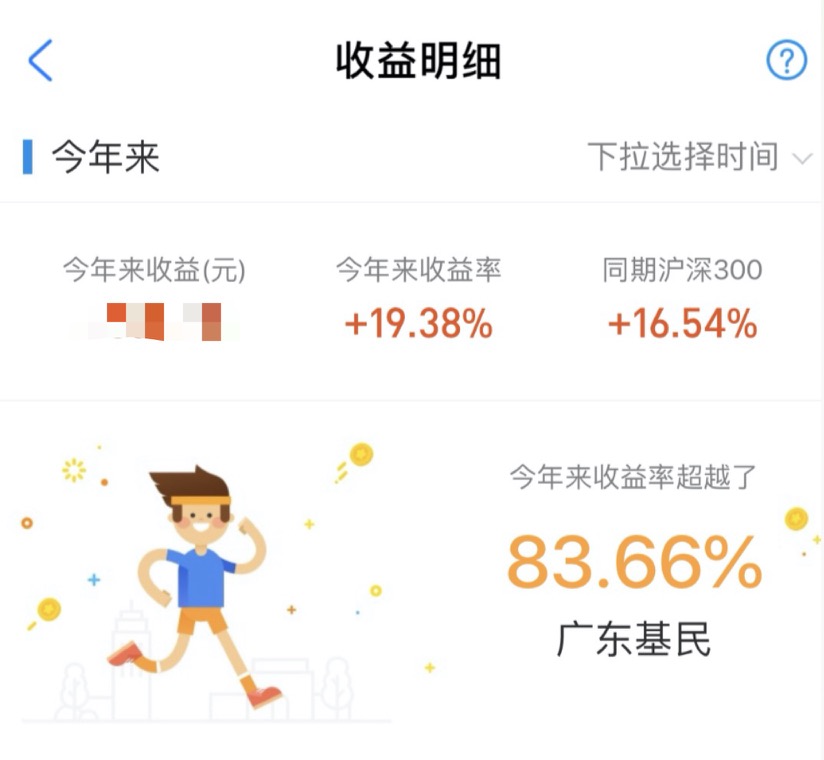 收益明细
今年来 下拉选择时间
今年来收益(元) 今年来收益率 同期沪深300
+19.38% +16.54%
今年来收益率超越了
83.66%
广东基民